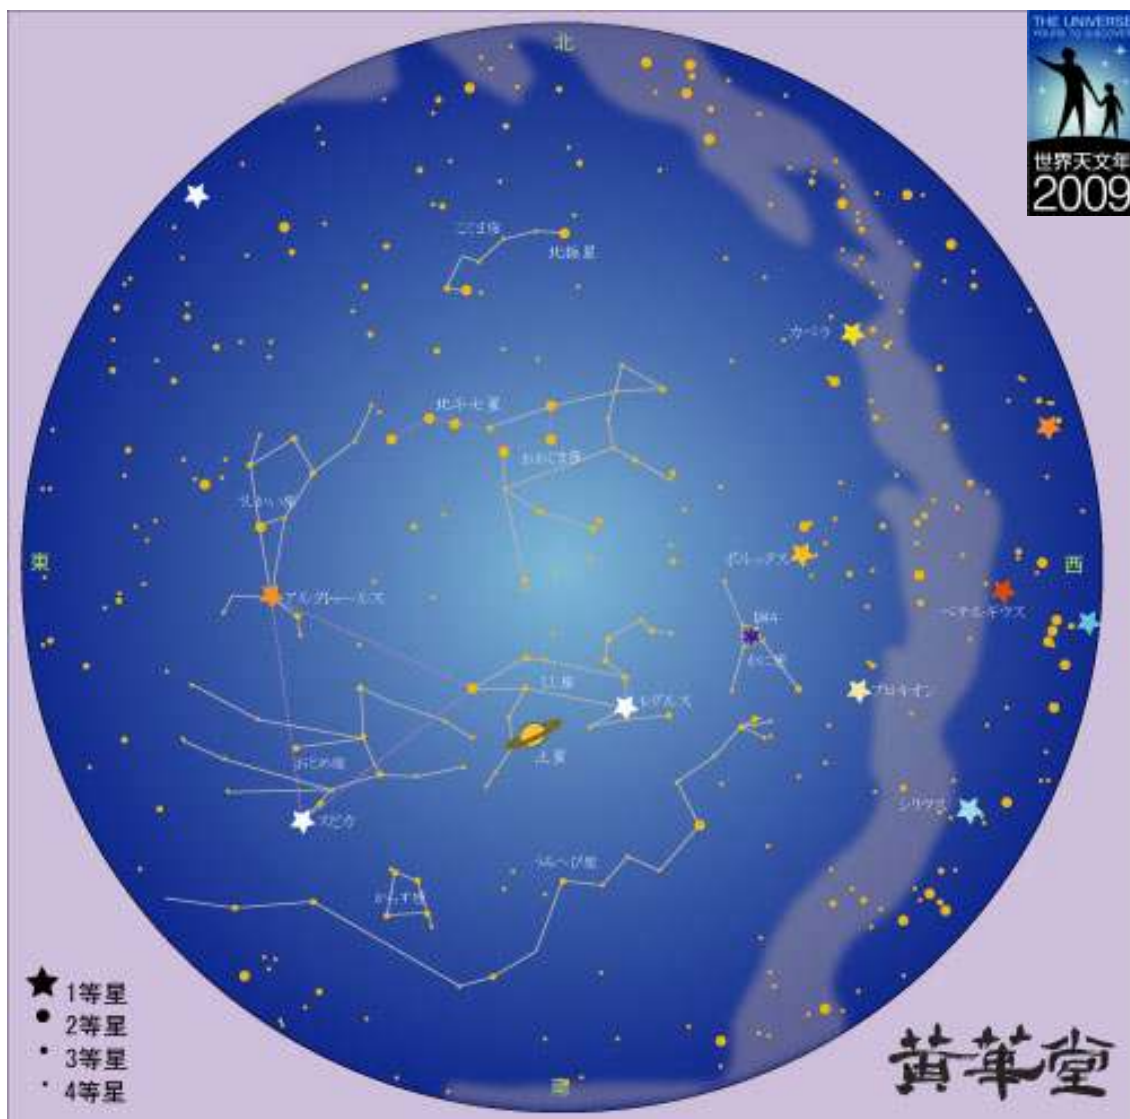 THE UNIVERSE
YOURS TO DISCOVER
世界天文年
2009
北
こぐま座
北極星
カペラ
北斗七星
おおぐま座
うしかい座
東
西
ポルックス
アルクトゥールス
ベテルギウス
M44
かに座
しし座
レグルス
プロキオン
土星
おとめ座
スピカ
シリウス
うみへび座
からす座
南
1等星
2等星
3等星
4等星
黄華堂